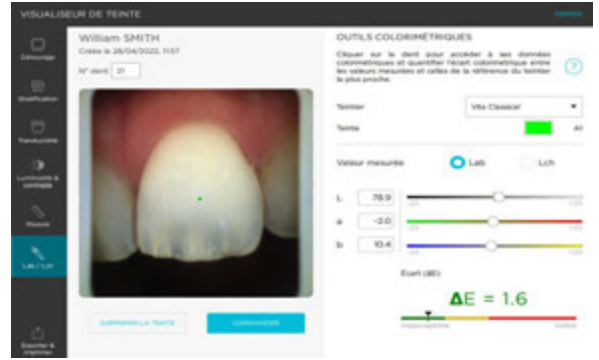 VISUALISEUR DE TEINTE
FERMER
Détourage
Stratification
Translucidité
Luminosité & contraste
Mesure
Lab / Lch
Exporter & imprimer
William SMITH
Créée le 28/04/2022, 11:57
N° dent 21
SUPPRIMER LA TEINTE
COMMANDER
OUTILS COLORIMÉTRIQUES
Cliquer sur la dent pour accéder à ses données
colorimétriques et quantifier l'écart colorimétrique entre
les valeurs mesurées et celles de la référence du teintier
la plus proche.
?
Teintier Vita Classical
Teinte A1
Valeur mesurée Lab Lch
L 78.9
a -2.0
b 10.4
Écart (ΔE)
ΔE = 1.6
Imperceptible Visible